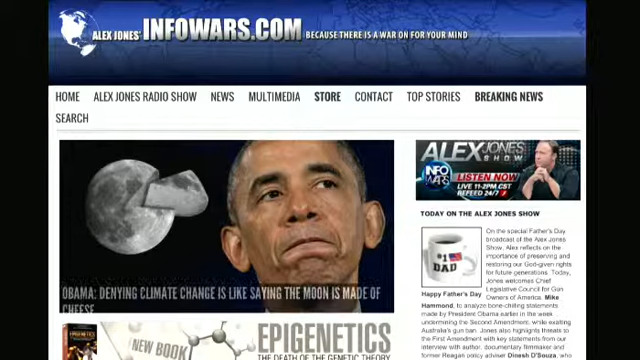 ALEX JONES' INFOWARS.COM BECAUSE THERE IS A WAR ON FOR YOUR MIND
HOME ALEX JONES RADIO SHOW NEWS MULTIMEDIA STORE CONTACT TOP STORIES BREAKING NEWS
SEARCH
OBAMA: DENYING CLIMATE CHANGE IS LIKE SAYING THE MOON IS MADE OF
CHEESE
NEW BOOK
EPIGENETICS
THE DEATH OF THE GENETIC THEORY
ALEX JONES
SHOW
INFO
WARS
LISTEN NOW
LIVE 11-2PM CST
REFEED 24/7
TODAY ON THE ALEX JONES SHOW
#1
DAD
Happy Father's Day
On the special Father's Day
broadcast of the Alex Jones
Show, Alex reflects on the
importance of preserving and
restoring our God-given rights
for future generations. Today,
Jones welcomes Chief
Legislative Council for Gun
Owners of America, Mike
Hammond, to analyze bone-chilling statements
made by President Obama earlier in the week
undermining the Second Amendment, while exalting
Australia's gun ban. Jones also highlights threats to
the First Amendment with key statements from our
interview with author, documentary filmmaker and
former Reagan policy adviser Dinesh D'Souza, who